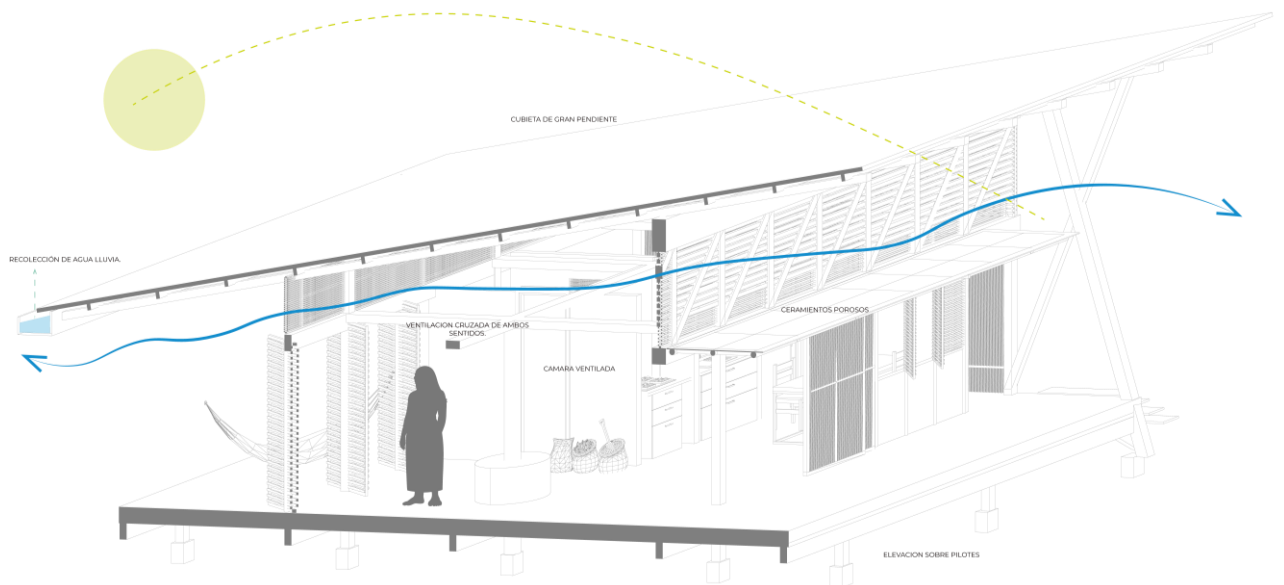 CUBIETA DE GRAN PENDIENTE
RECOLECCIÓN DE AGUA LLUVIA.
CERAMIENTOS POROSOS
VENTILACION CRUZADA DE AMBOS
SENTIDOS.
CAMARA VENTILADA
ELEVACION SOBRE PILOTES